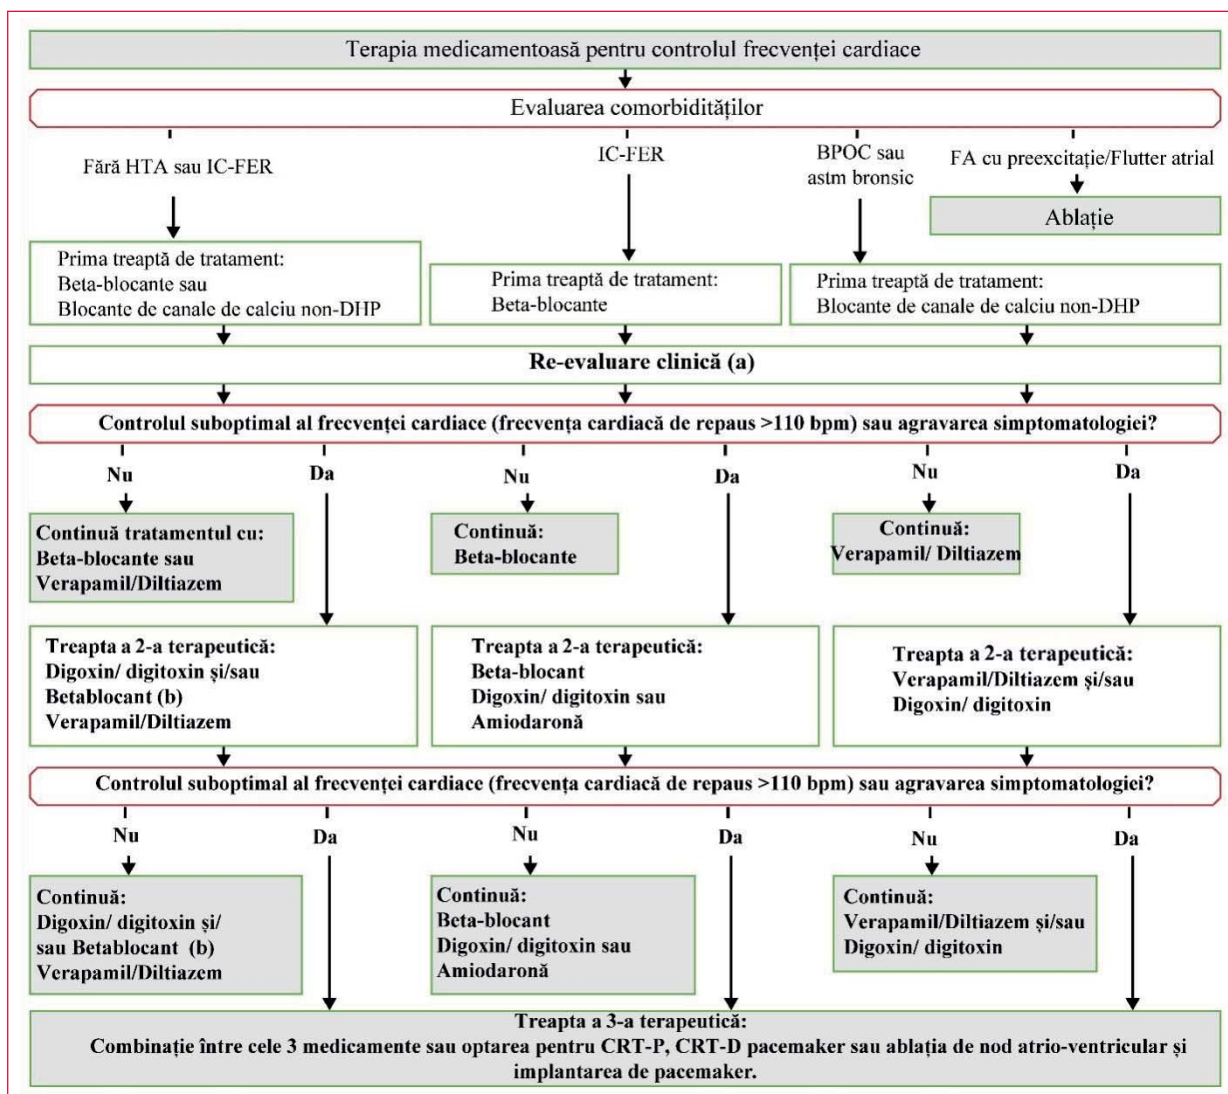 Terapia medicamentoasă pentru controlul frecvenței cardiace
Evaluarea comorbidităților
Fără HTA sau IC-FER
IC-FER
BPOC sau
astm bronsic
FA cu preexcitație/Flutter atrial
Ablație
Prima treaptă de tratament:
Beta-blocante sau
Blocante de canale de calciu non-DHP
Prima treaptă de tratament:
Beta-blocante
Prima treaptă de tratament:
Blocante de canale de calciu non-DHP
Re-evaluare clinică (a)
Controlul suboptimal al frecvenței cardiace (frecvența cardiacă de repaus >110 bpm) sau agravarea simptomatologiei?
Nu
Da
Nu
Da
Nu
Da
Continuă tratamentul cu:
Beta-blocante sau
Verapamil/Diltiazem
Continuă:
Beta-blocante
Continuă:
Verapamil/ Diltiazem
Treapta a 2-a terapeutică:
Digoxin/ digitoxin și/sau
Betablocant (b)
Verapamil/Diltiazem
Treapta a 2-a terapeutică:
Beta-blocant
Digoxin/ digitoxin sau
Amiodaronă
Treapta a 2-a terapeutică:
Verapamil/Diltiazem și/sau
Digoxin/ digitoxin
Controlul suboptimal al frecvenței cardiace (frecvența cardiacă de repaus >110 bpm) sau agravarea simptomatologiei?
Nu
Da
Nu
Da
Nu
Da
Continuă:
Digoxin/ digitoxin și/
sau Betablocant (b)
Verapamil/Diltiazem
Continuă:
Beta-blocant
Digoxin/ digitoxin sau
Amiodaronă
Continuă:
Verapamil/Diltiazem și/sau
Digoxin/ digitoxin
Treapta a 3-a terapeutică:
Combinație între cele 3 medicamente sau optarea pentru CRT-P, CRT-D pacemaker sau ablația de nod atrio-ventricular și
implantarea de pacemaker.